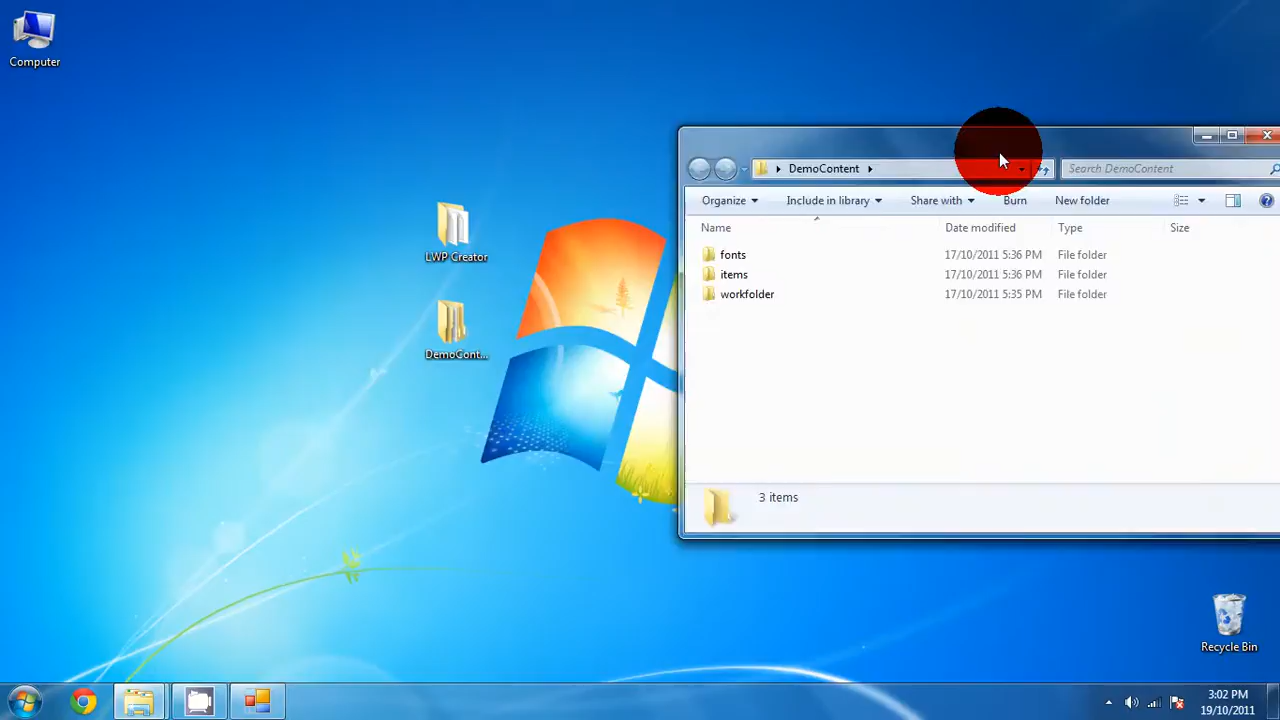 Computer
LWP Creator
DemoCont...
DemoContent
Search DemoContent
Organize Include in library Share with Burn New folder
Name Date modified Type Size
fonts 17/10/2011 5:36 PM File folder
items 17/10/2011 5:36 PM File folder
workfolder 17/10/2011 5:35 PM File folder
3 items
Recycle Bin
3:02 PM
19/10/2011